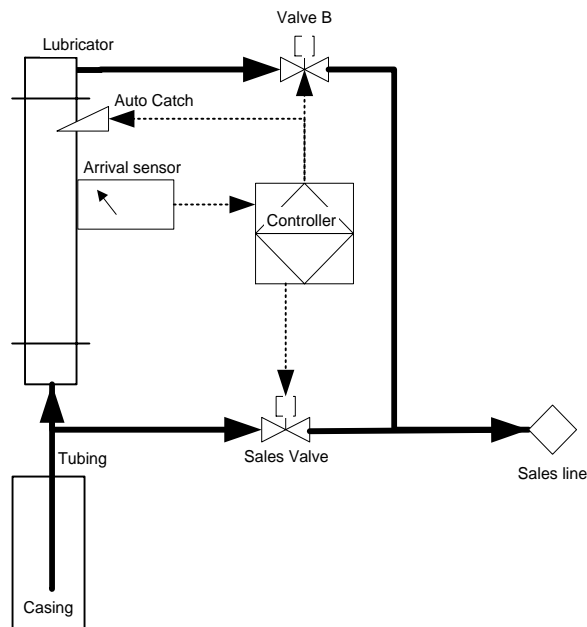 Valve B
Lubricator
Auto Catch
Arrival sensor
Controller
Tubing
Sales Valve
Sales line
Casing